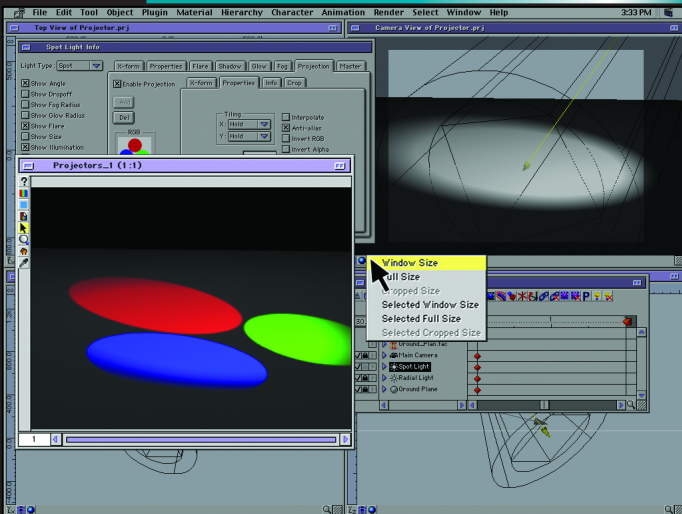 File Edit Tool Object Plugin Material Hierarchy Character Animation Render Select Window Help 3:33 PM
Top View of Projector.prj
Camera View of Projector.prj
Spot Light Info
Light Type: Spot
X-form Properties Flare Shadow Glow Fog Projection Master
Show Angle
Show Dropoff
Show Fog Radius
Show Glow Radius
Show Flare
Show Size
Show Illumination
Enable Projection
Add
Del
RGB
X-form Properties Info Crop
Tiling
X: Hold
Y: Hold
Interpolate
Anti-alias
Invert RGB
Invert Alpha
Projectors_1 (1:1)
1
Window Size
Full Size
Cropped Size
Selected Window Size
Selected Full Size
Selected Cropped Size
30
Ground_Plan.fac
Main Camera
Spot Light
Radial Light
Ground Plane